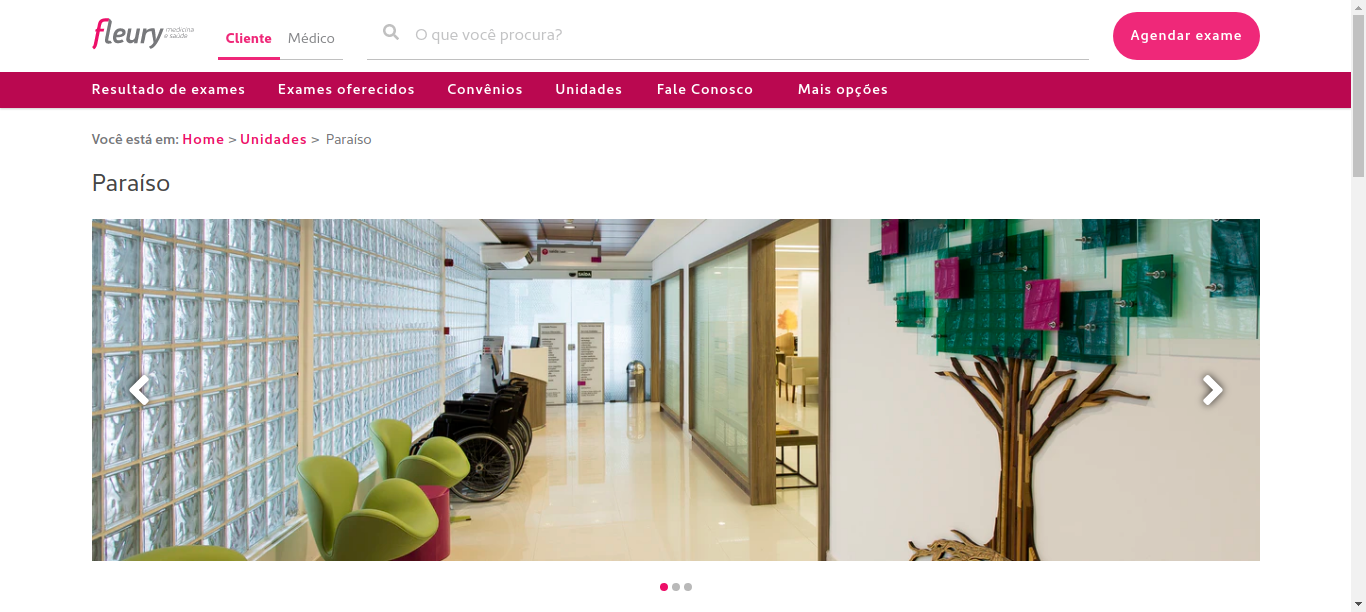 fleury medicina e saúde
Cliente Médico
O que você procura?
Agendar exame
Resultado de exames Exames oferecidos Convênios Unidades Fale Conosco Mais opções
Você está em: Home > Unidades > Paraíso
Paraíso
SAÍDA